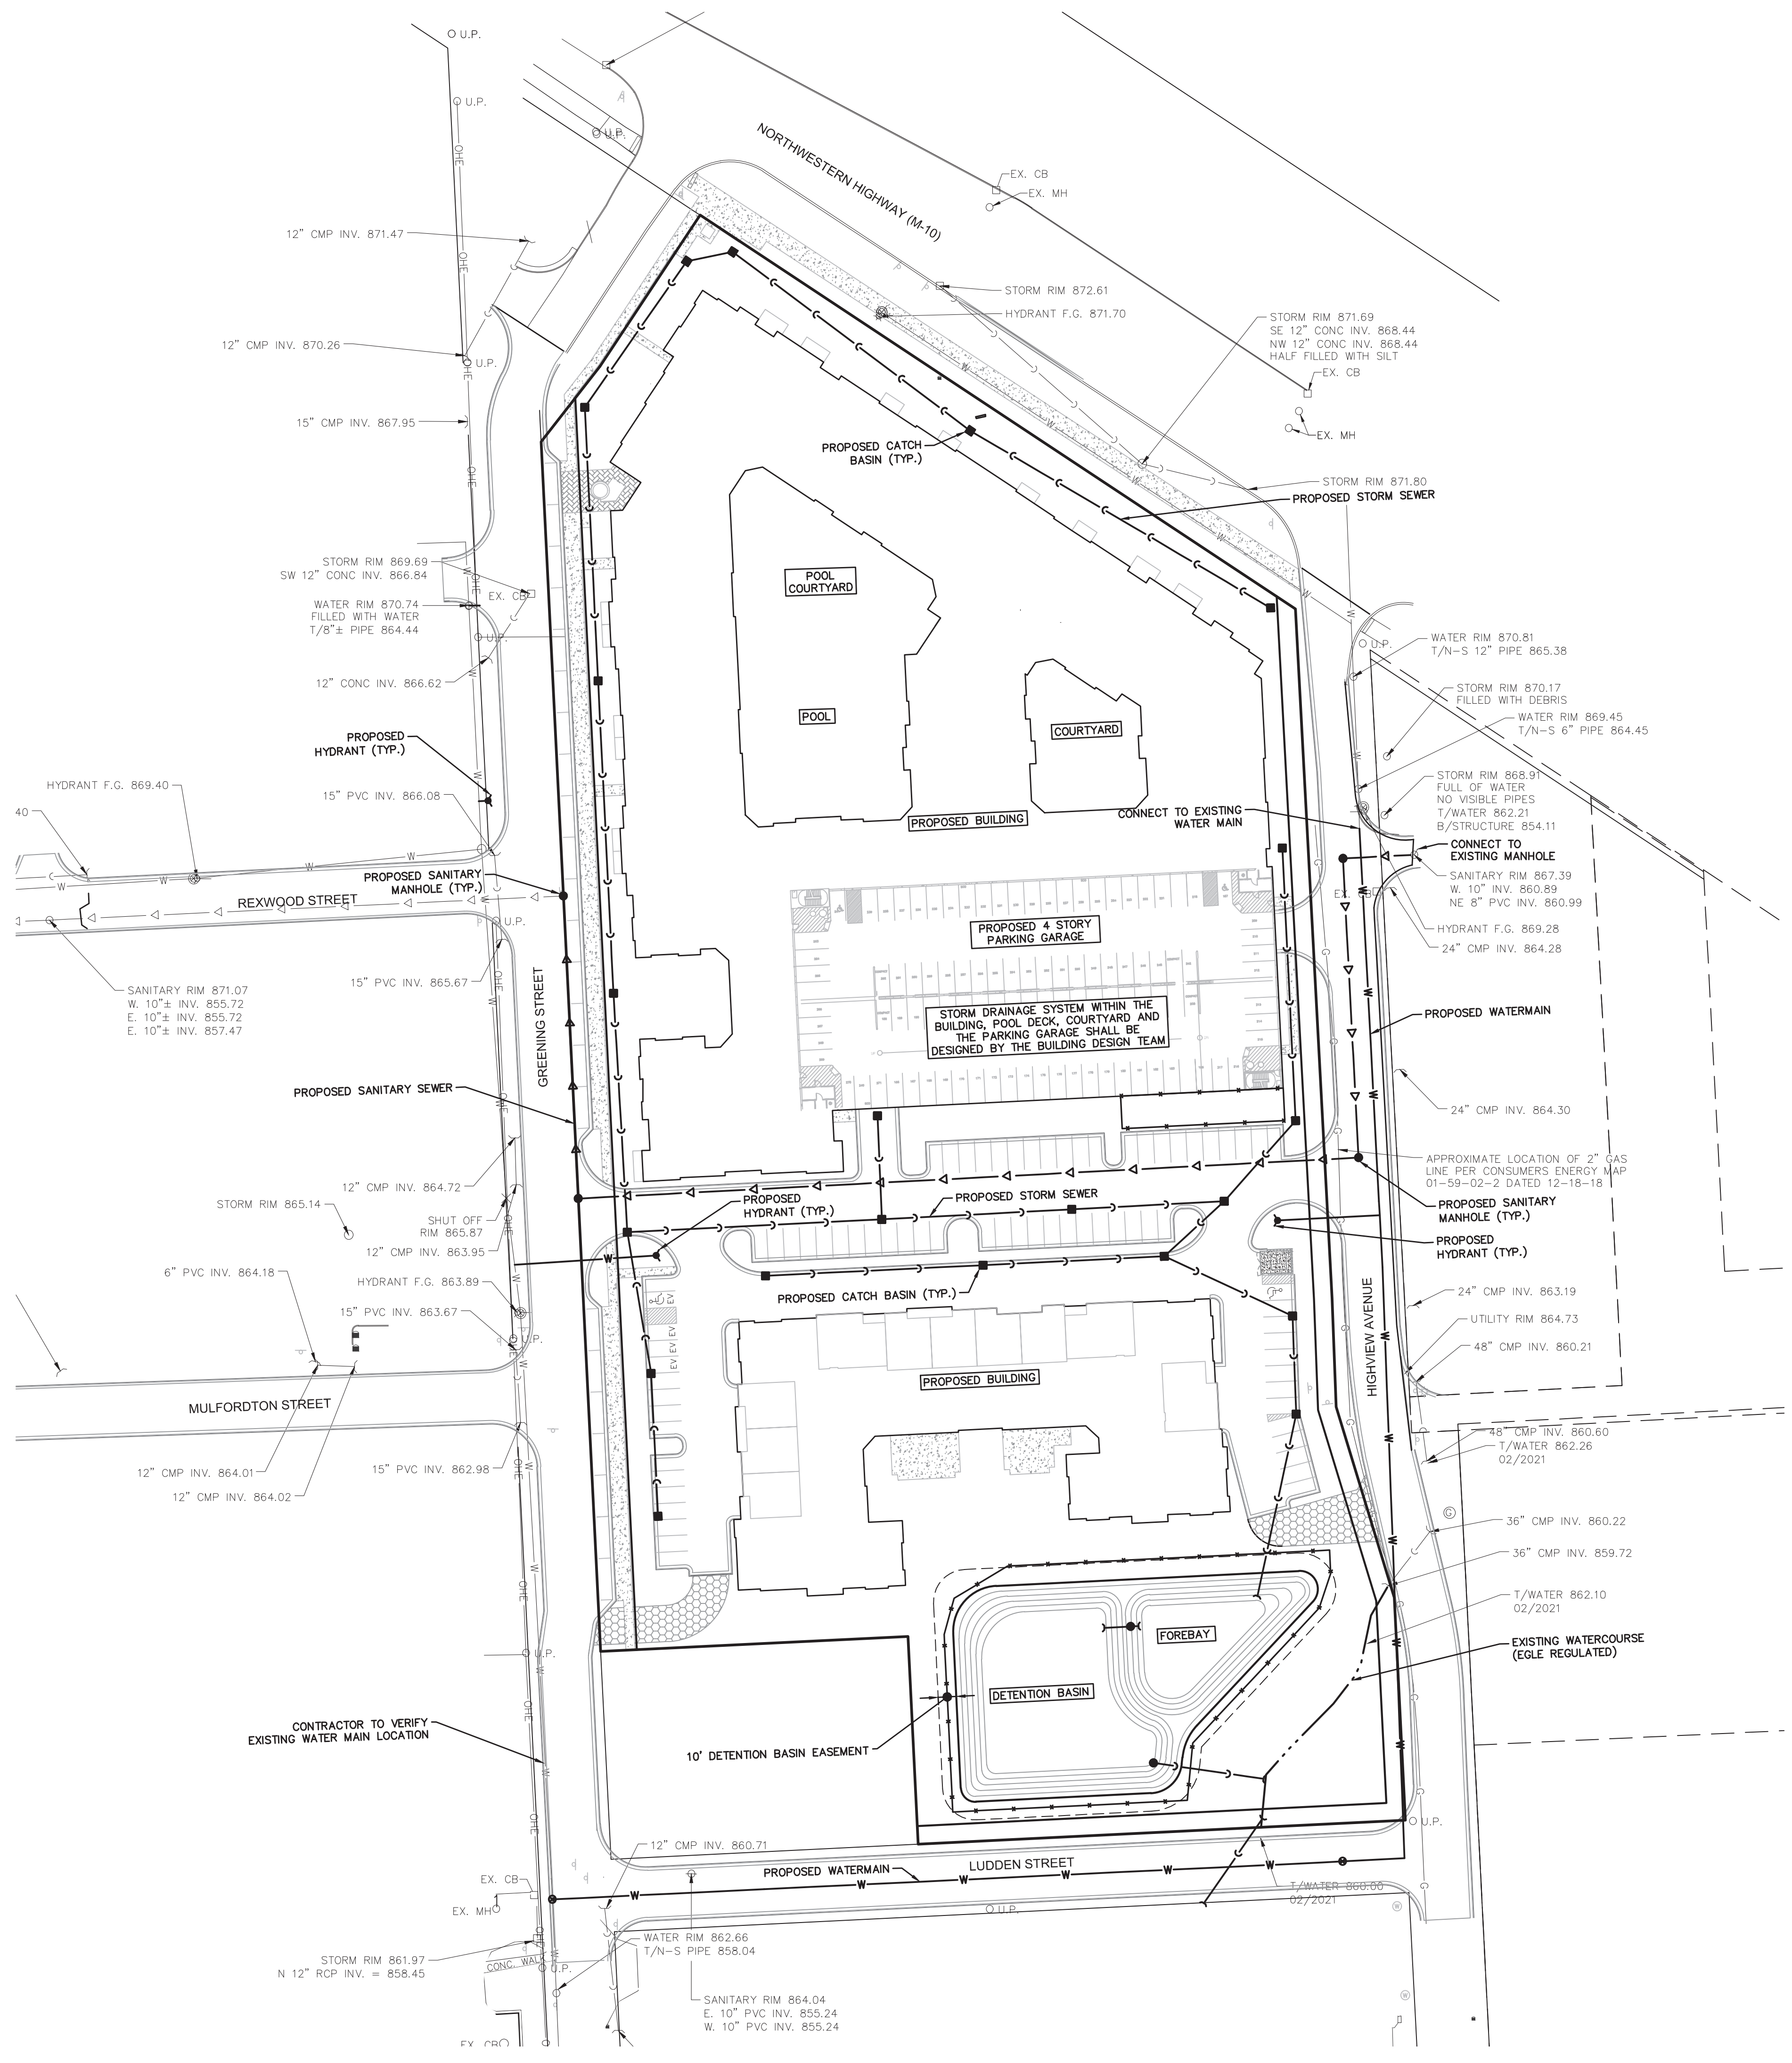 U.P.
U.P.
U.P.
NORTHWESTERN HIGHWAY (M-10)
EX. CB
EX. MH
12" CMP INV. 871.47
STORM RIM 872.61
HYDRANT F.G. 871.70
STORM RIM 871.69
SE 12" CONC INV. 868.44
NW 12" CONC INV. 868.44
HALF FILLED WITH SILT
12" CMP INV. 870.26
U.P.
EX. CB
15" CMP INV. 867.95
EX. MH
PROPOSED CATCH
BASIN (TYP.)
STORM RIM 871.80
PROPOSED STORM SEWER
STORM RIM 869.69
SW 12" CONC INV. 866.84
EX. CB
POOL
COURTYARD
WATER RIM 870.74
FILLED WITH WATER
T/8"± PIPE 864.44
U.P.
U.P.
WATER RIM 870.81
T/N-S 12" PIPE 865.38
12" CONC INV. 866.62
STORM RIM 870.17
FILLED WITH DEBRIS
POOL
COURTYARD
WATER RIM 869.45
T/N-S 6" PIPE 864.45
PROPOSED
HYDRANT (TYP.)
HYDRANT F.G. 869.40
15" PVC INV. 866.08
STORM RIM 868.91
FULL OF WATER
NO VISIBLE PIPES
T/WATER 862.21
B/STRUCTURE 854.11
40
PROPOSED BUILDING
CONNECT TO EXISTING
WATER MAIN
CONNECT TO
EXISTING MANHOLE
SANITARY RIM 867.39
W. 10" INV. 860.89
NE 8" PVC INV. 860.99
PROPOSED SANITARY
MANHOLE (TYP.)
REXWOOD STREET
EX. CB
U.P.
PROPOSED 4 STORY
PARKING GARAGE
HYDRANT F.G. 869.28
24" CMP INV. 864.28
15" PVC INV. 865.67
SANITARY RIM 871.07
W. 10"± INV. 855.72
E. 10"± INV. 855.72
E. 10"± INV. 857.47
GREENING STREET
STORM DRAINAGE SYSTEM WITHIN THE
BUILDING, POOL DECK, COURTYARD AND
THE PARKING GARAGE SHALL BE
DESIGNED BY THE BUILDING DESIGN TEAM
PROPOSED WATERMAIN
PROPOSED SANITARY SEWER
24" CMP INV. 864.30
APPROXIMATE LOCATION OF 2" GAS
LINE PER CONSUMERS ENERGY MAP
01-59-02-2 DATED 12-18-18
12" CMP INV. 864.72
STORM RIM 865.14
SHUT OFF
RIM 865.87
PROPOSED
HYDRANT (TYP.)
PROPOSED STORM SEWER
PROPOSED SANITARY
MANHOLE (TYP.)
12" CMP INV. 863.95
PROPOSED
HYDRANT (TYP.)
6" PVC INV. 864.18
HYDRANT F.G. 863.89
PROPOSED CATCH BASIN (TYP.)
24" CMP INV. 863.19
15" PVC INV. 863.67
U.P.
EV EV EV EV
UTILITY RIM 864.73
48" CMP INV. 860.21
HIGHVIEW AVENUE
PROPOSED BUILDING
MULFORDTON STREET
48" CMP INV. 860.60
T/WATER 862.26
02/2021
12" CMP INV. 864.01
15" PVC INV. 862.98
12" CMP INV. 864.02
36" CMP INV. 860.22
36" CMP INV. 859.72
T/WATER 862.10
02/2021
FOREBAY
EXISTING WATERCOURSE
(EGLE REGULATED)
U.P.
DETENTION BASIN
CONTRACTOR TO VERIFY
EXISTING WATER MAIN LOCATION
10' DETENTION BASIN EASEMENT
U.P.
12" CMP INV. 860.71
LUDDEN STREET
PROPOSED WATERMAIN
EX. CB
EX. MH
T/WATER 860.00
02/2021
U.P.
WATER RIM 862.66
T/N-S PIPE 858.04
STORM RIM 861.97
N 12" RCP INV. = 858.45
CONC. WALK
U.P.
SANITARY RIM 864.04
E. 10" PVC INV. 855.24
W. 10" PVC INV. 855.24
EX. CB